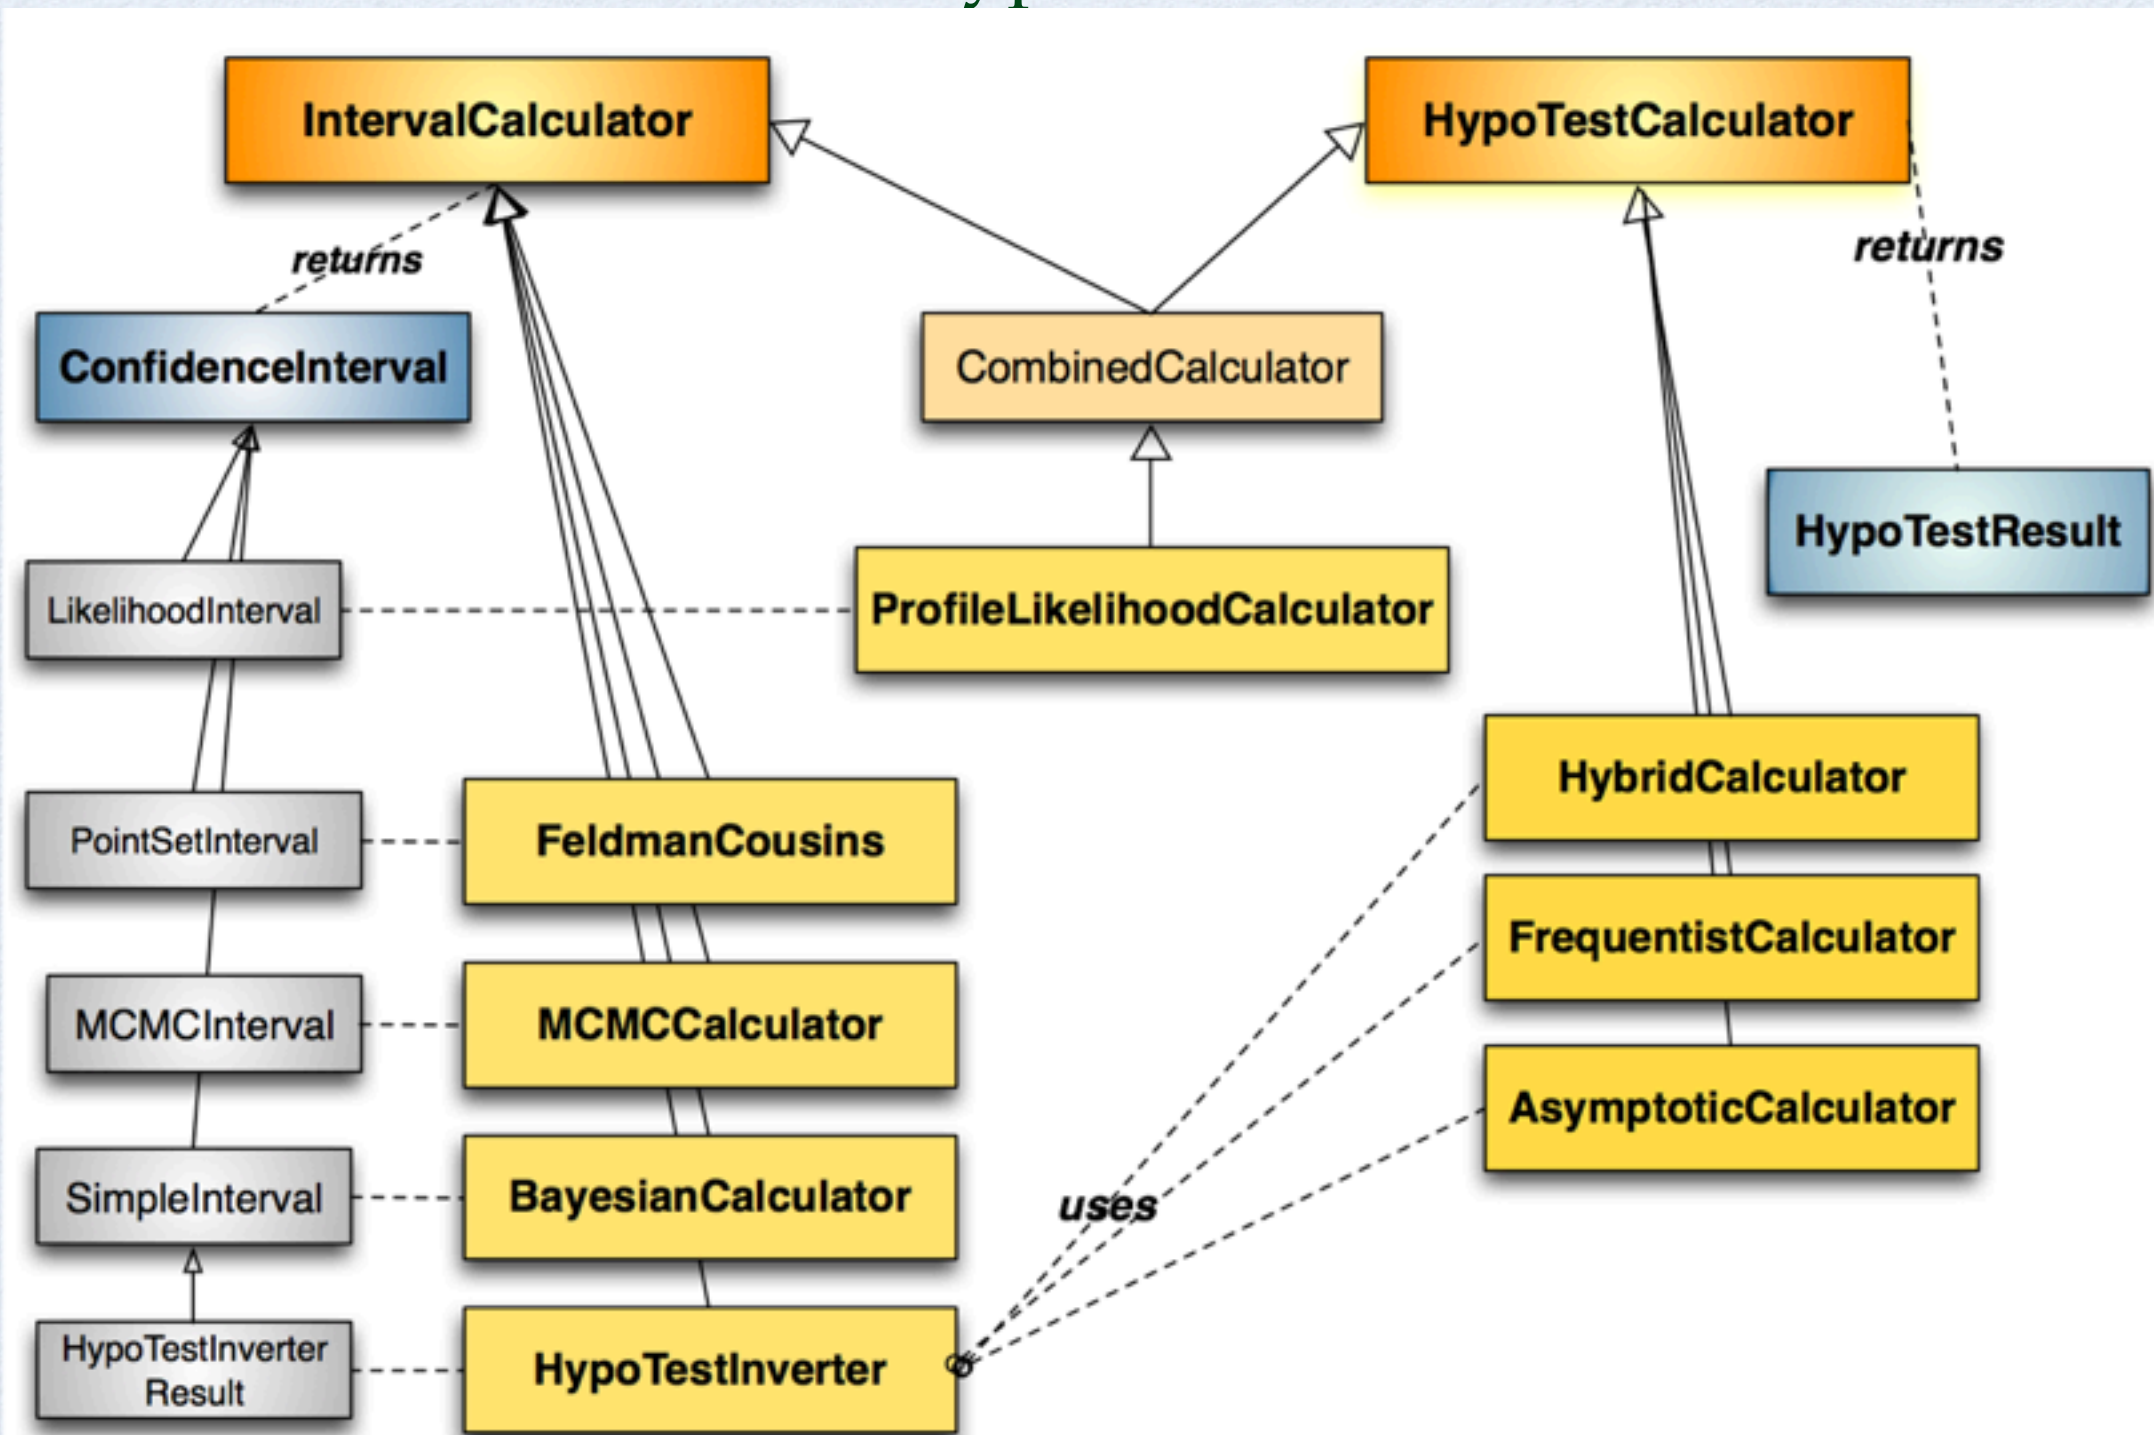 IntervalCalculator
HypoTestCalculator
returns
returns
ConfidenceInterval
CombinedCalculator
HypoTestResult
LikelihoodInterval
ProfileLikelihoodCalculator
HybridCalculator
PointSetInterval
FeldmanCousins
FrequentistCalculator
MCMCInterval
MCMCCalculator
AsymptoticCalculator
SimpleInterval
BayesianCalculator
uses
HypoTestInverter
Result
HypoTestInverter